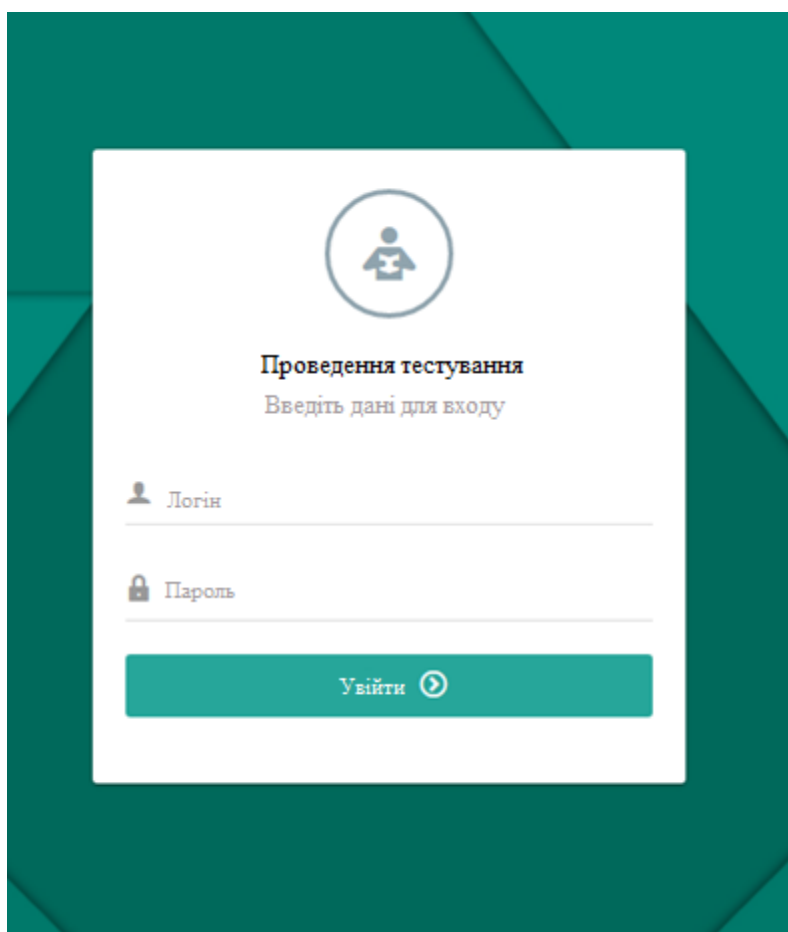 Проведення тестування
Введіть дані для входу
Логін
Пароль
Увійти